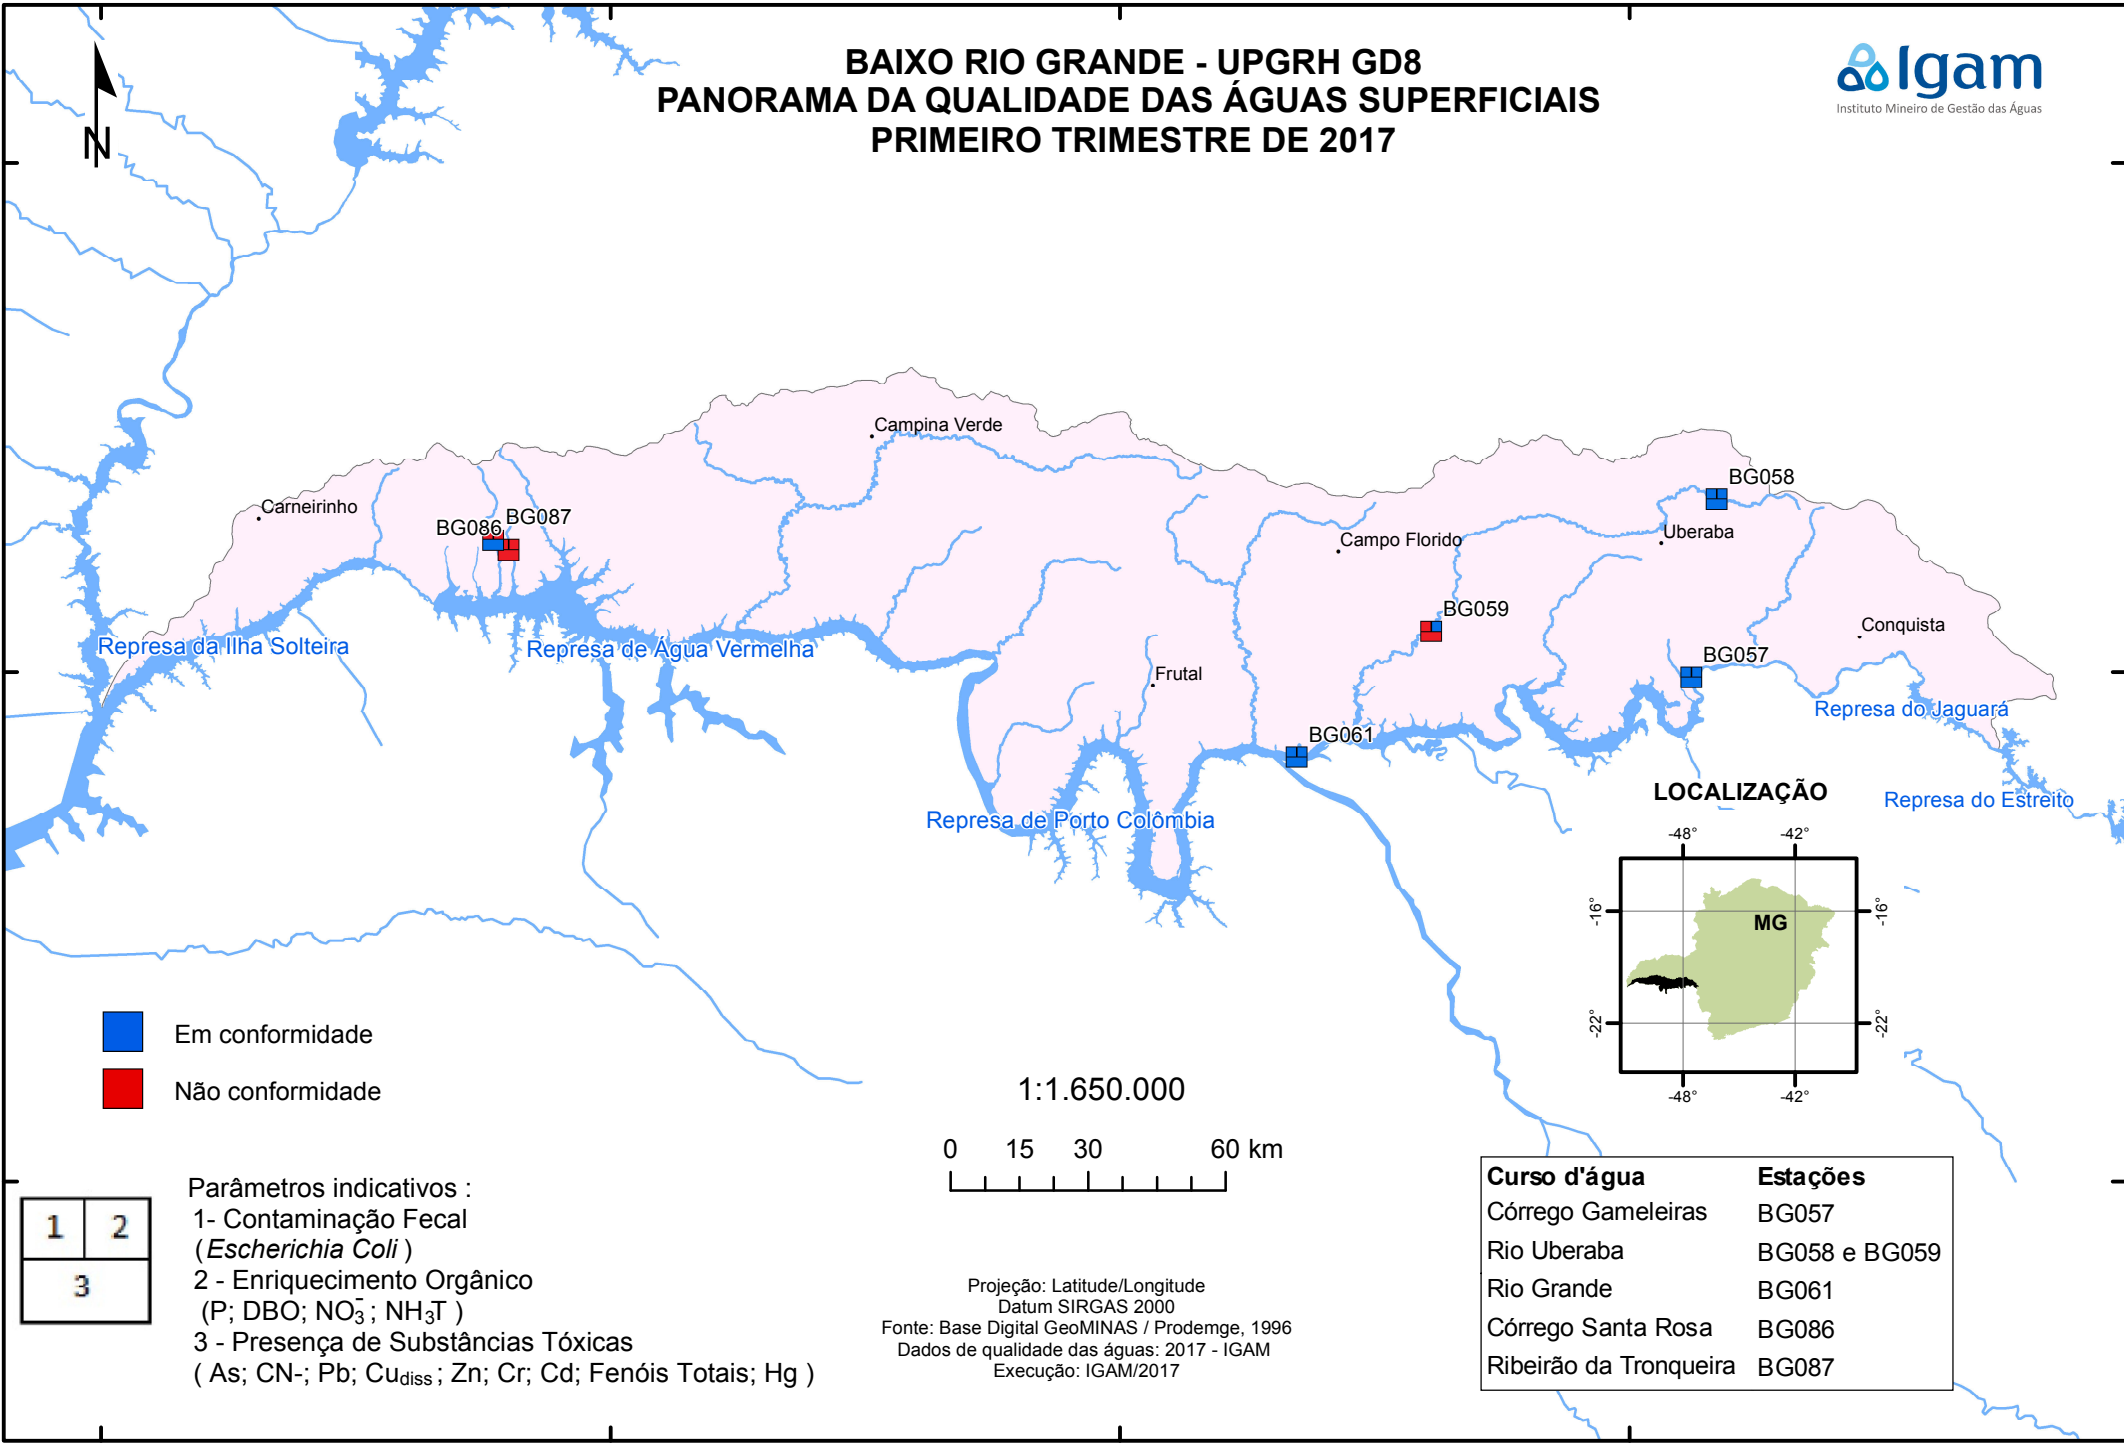 BAIXO RIO GRANDE - UPGRH GD8
PANORAMA DA QUALIDADE DAS ÁGUAS SUPERFICIAIS
PRIMEIRO TRIMESTRE DE 2017
Igam
Instituto Mineiro de Gestão das Águas
N
Campina Verde
Carneirinho
BG086
BG087
BG058
Uberaba
Campo Florido
BG059
Conquista
BG057
Frutal
BG061
Represa da Ilha Solteira
Represa de Água Vermelha
Represa do Jaguará
Represa de Porto Colômbia
Represa do Estreito
LOCALIZAÇÃO
-48° -42°
-16° -16°
MG
-22° -22°
-48° -42°
Em conformidade
Não conformidade
1:1.650.000
0 15 30 60 km
1 2
3
Parâmetros indicativos :
1- Contaminação Fecal
(Escherichia Coli )
2 - Enriquecimento Orgânico
(P; DBO; NO₃⁻; NH₃T )
3 - Presença de Substâncias Tóxicas
( As; CN-; Pb; Cudiss ; Zn; Cr; Cd; Fenóis Totais; Hg )
Projeção: Latitude/Longitude
Datum SIRGAS 2000
Fonte: Base Digital GeoMINAS / Prodemge, 1996
Dados de qualidade das águas: 2017 - IGAM
Execução: IGAM/2017
Curso d'água Estações
Córrego Gameleiras BG057
Rio Uberaba BG058 e BG059
Rio Grande BG061
Córrego Santa Rosa BG086
Ribeirão da Tronqueira BG087